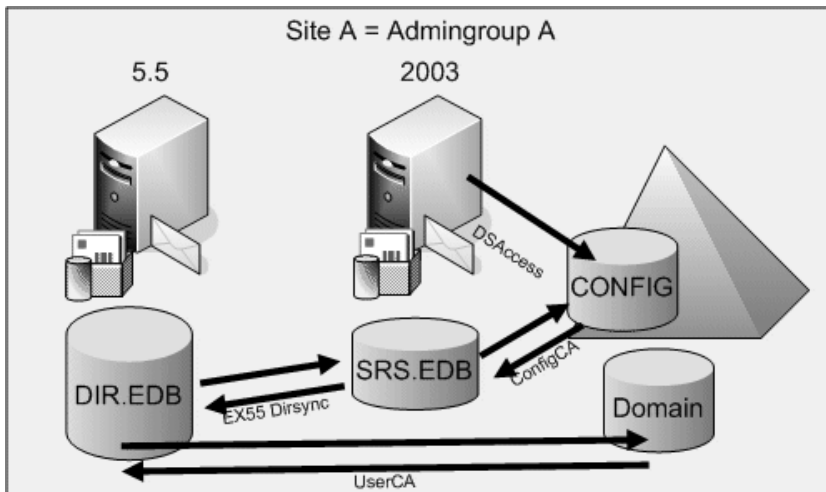 Site A = Admingroup A
5.5
2003
DSAccess
CONFIG
DIR.EDB
SRS.EDB
ConfigCA
EX55 Dirsync
Domain
UserCA